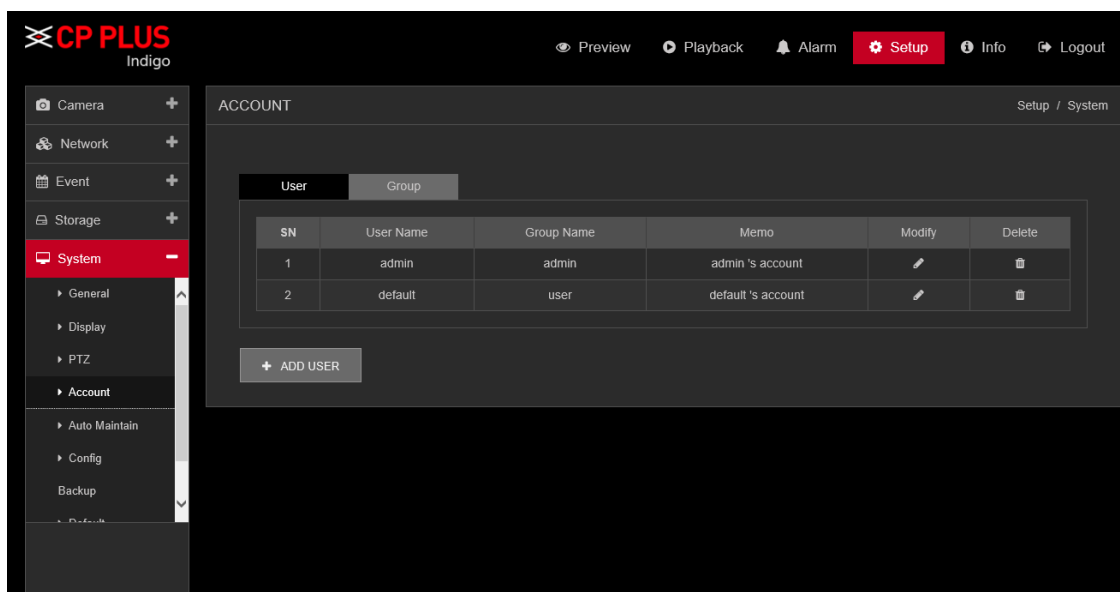 CP PLUS
Indigo
Preview Playback Alarm Setup Info Logout
Camera
Network
Event
Storage
System
General
Display
PTZ
Account
Auto Maintain
Config
Backup
Default
ACCOUNT Setup / System
User Group
SN User Name Group Name Memo Modify Delete
1 admin admin admin 's account
2 default user default 's account
+ ADD USER